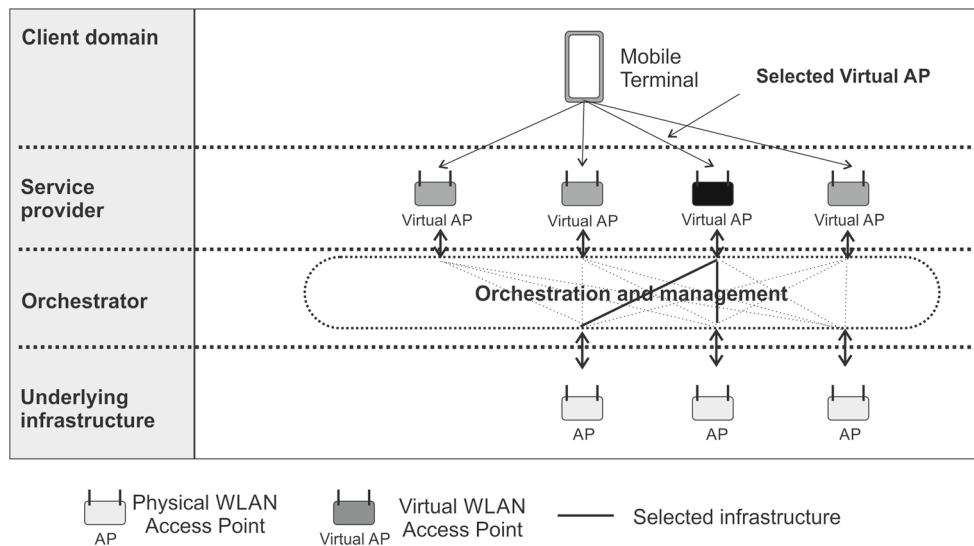 Client domain
Mobile
Terminal
Selected Virtual AP
Service
provider
Virtual AP
Virtual AP
Virtual AP
Virtual AP
Orchestrator
Orchestration and management
Underlying
infrastructure
AP
AP
AP
Physical WLAN
Access Point
AP
Virtual WLAN
Access Point
Virtual AP
Selected infrastructure